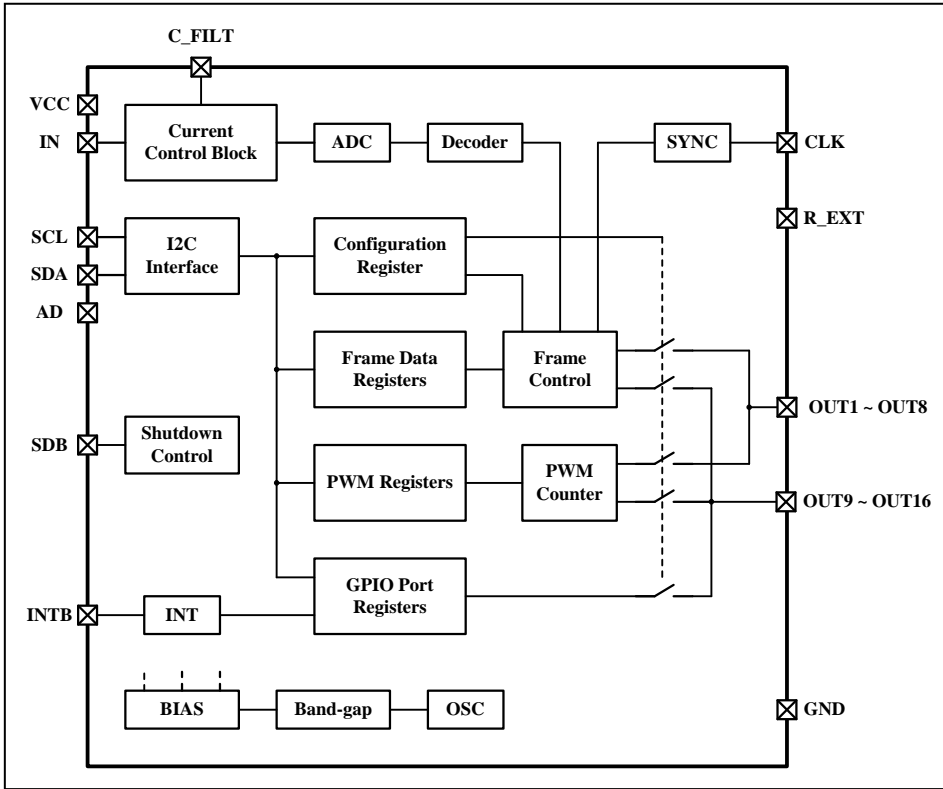 C_FILT
VCC
IN
Current
Control Block
ADC
Decoder
SYNC
CLK
R_EXT
SCL
SDA
AD
I2C
Interface
Configuration
Register
Frame Data
Registers
Frame
Control
OUT1 ~ OUT8
SDB
Shutdown
Control
PWM Registers
PWM
Counter
OUT9 ~ OUT16
GPIO Port
Registers
INTB
INT
BIAS
Band-gap
OSC
GND